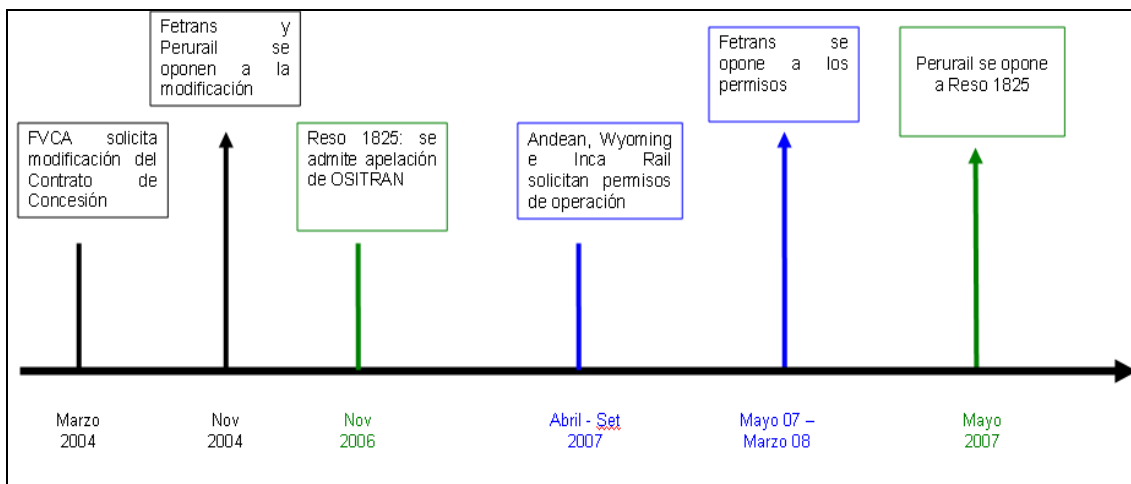 Fetrans y
Perurail se
oponen a la
modificación
FVCA solicita
modificación del
Contrato de
Concesión
Reso 1825: se
admite apelación
de OSITRAN
Andean, Wyoming
e Inca Rail
solicitan permisos
de operación
Fetrans se
opone a los
permisos
Perurail se opone
a Reso 1825
Marzo
2004
Nov
2004
Nov
2006
Abril - Set
2007
Mayo 07 –
Marzo 08
Mayo
2007